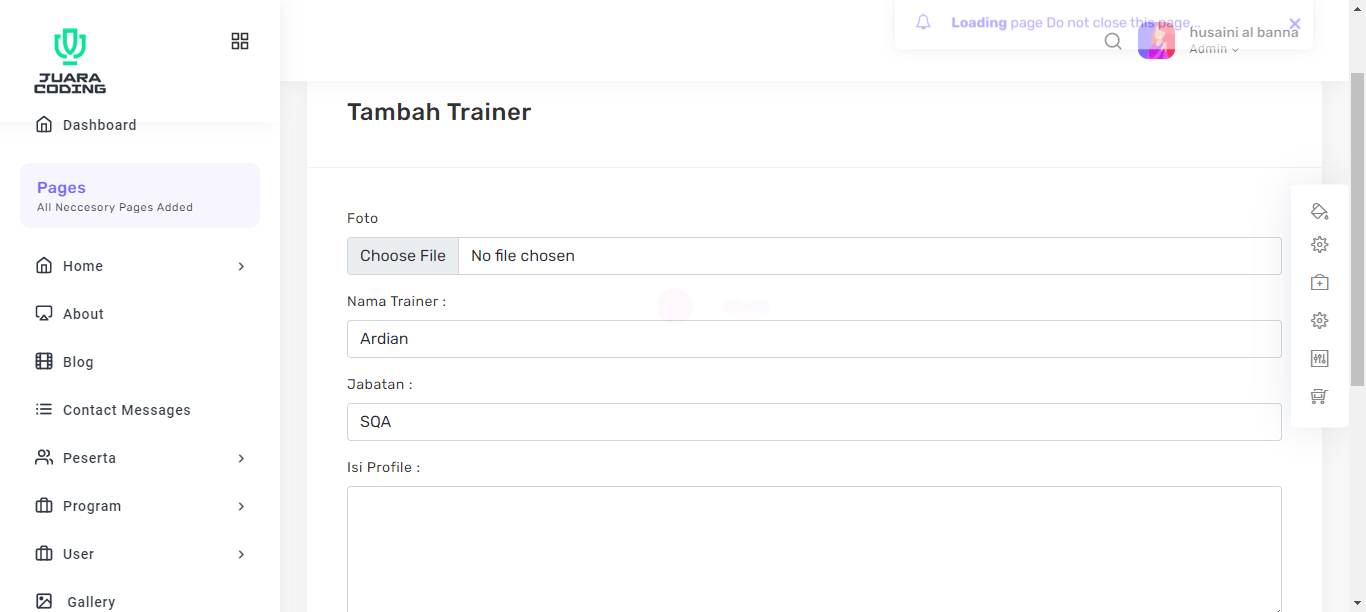 JUARA
CODING
Loading page Do not close this page...
husaini al banna
Admin
Dashboard
Pages
All Neccesory Pages Added
Home
About
Blog
Contact Messages
Peserta
Program
User
Gallery
Tambah Trainer
Foto
Choose File No file chosen
Nama Trainer :
Ardian
Jabatan :
SQA
Isi Profile :